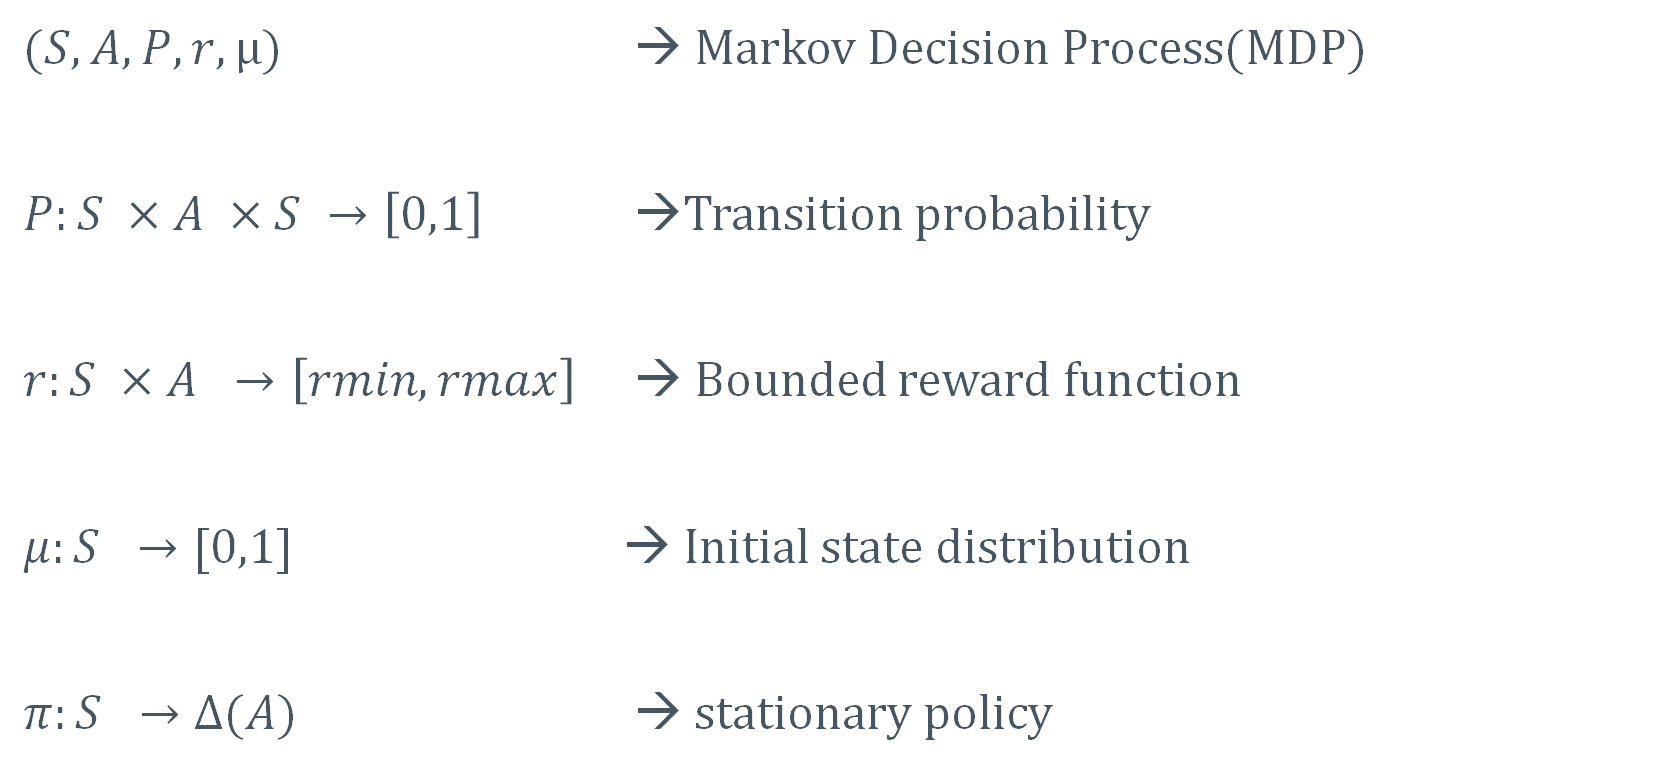 (S, A, P, r, μ) → Markov Decision Process(MDP)
P: S × A × S → [0,1] →Transition probability
r: S × A → [rmin, rmax] → Bounded reward function
μ: S → [0,1] → Initial state distribution
π: S → Δ(A) → stationary policy